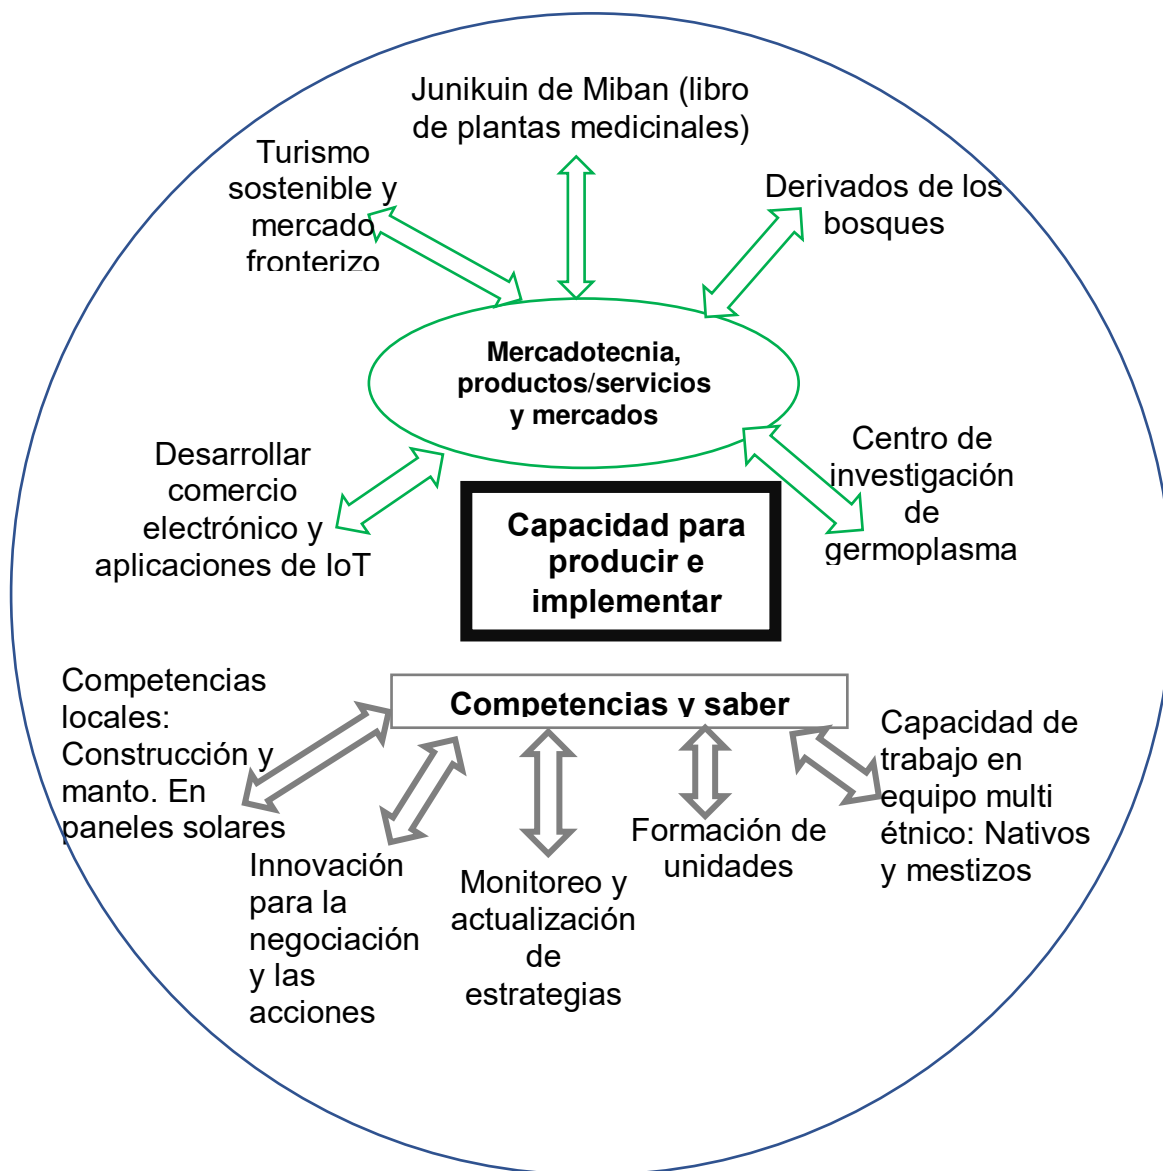 Junikuin de Miban (libro
de plantas medicinales)
Turismo
sostenible y
mercado
fronterizo
Derivados de los
bosques
Mercadotecnia,
productos/servicios
y mercados
Desarrollar
comercio
electrónico y
aplicaciones de IoT
Centro de
investigación
de
germoplasma
Capacidad para
producir e
implementar
Competencias y saber
Competencias
locales:
Construcción y
manto. En
paneles solares
Innovación
para la
negociación
y las
acciones
Monitoreo y
actualización
de
estrategias
Formación de
unidades
Capacidad de
trabajo en
equipo multi
étnico: Nativos
y mestizos